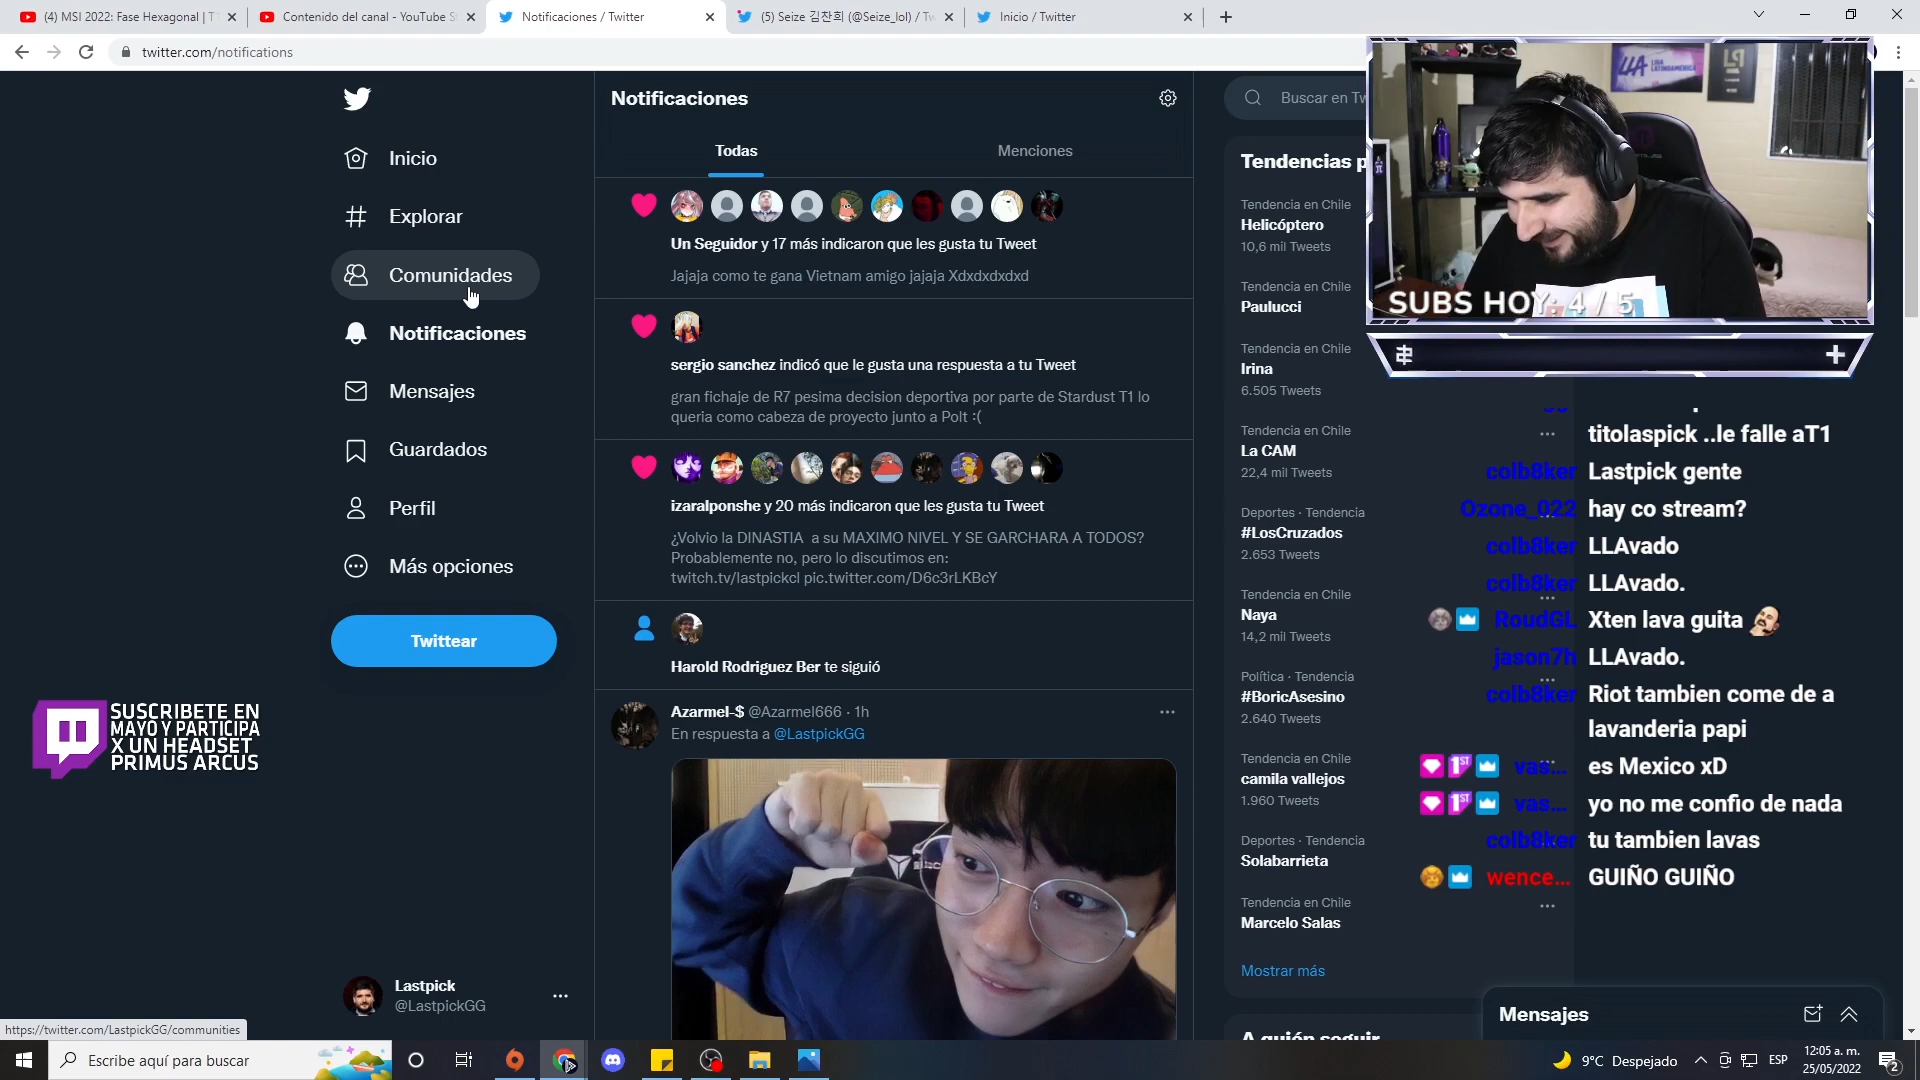 (4) MSI 2022: Fase Hexagonal | T
Contenido del canal - YouTube S
Notificaciones / Twitter
(5) Seize 김찬희 (@Seize_lol) / Tw
Inicio / Twitter
twitter.com/notifications
Inicio
Explorar
Comunidades
Notificaciones
Mensajes
Guardados
Perfil
Más opciones
Twittear
SUSCRIBETE EN
MAYO Y PARTICIPA
X UN HEADSET
PRIMUS ARCUS
Lastpick
@LastpickGG
https://twitter.com/LastpickGG/communities
Notificaciones
Todas
Menciones
Un Seguidor y 17 más indicaron que les gusta tu Tweet
Jajaja como te gana Vietnam amigo jajaja Xdxdxdxdxd
sergio sanchez indicó que le gusta una respuesta a tu Tweet
gran fichaje de R7 pesima decision deportiva por parte de Stardust T1 lo
queria como cabeza de proyecto junto a Polt :(
izaralponshe y 20 más indicaron que les gusta tu Tweet
¿Volvio la DINASTIA a su MAXIMO NIVEL Y SE GARCHARA A TODOS?
Probablemente no, pero lo discutimos en:
twitch.tv/lastpickcl pic.twitter.com/D6c3rLKBcY
Harold Rodriguez Ber te siguió
Azarmel-$ @Azarmel666 · 1h
En respuesta a @LastpickGG
Buscar en Tw
Tendencias p
Tendencia en Chile
Helicóptero
10,6 mil Tweets
Tendencia en Chile
Paulucci
Tendencia en Chile
Irina
6.505 Tweets
Tendencia en Chile
La CAM
22,4 mil Tweets
Deportes · Tendencia
#LosCruzados
2.653 Tweets
Tendencia en Chile
Naya
14,2 mil Tweets
Política · Tendencia
#BoricAsesino
2.640 Tweets
Tendencia en Chile
camila vallejos
1.960 Tweets
Deportes · Tendencia
Solabarrieta
Tendencia en Chile
Marcelo Salas
Mostrar más
A quién seguir
LLA LIGA
LATINOAMÉRICA
SUBS HOY: 4 / 5
titolaspick ..le falle aT1
colb8ker Lastpick gente
Ozone_022 hay co stream?
colb8ker LLAvado
colb8ker LLAvado.
RoudGL Xten lava guita
jason7h LLAvado.
colb8ker Riot tambien come de a
lavanderia papi
1ST vas... es Mexico xD
1ST vas... yo no me confio de nada
colb8ker tu tambien lavas
wence... GUIÑO GUIÑO
Mensajes
Escribe aquí para buscar
9°C Despejado
ESP
12:05 a. m.
25/05/2022
2